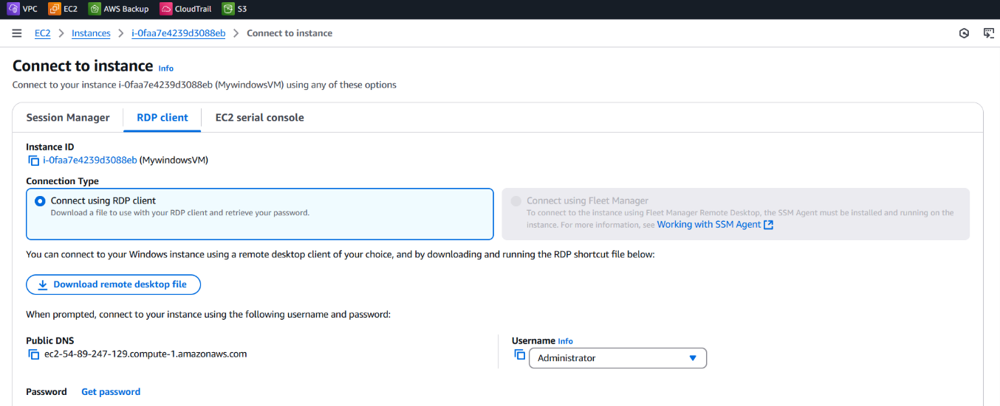 VPC EC2 AWS Backup CloudTrail S3
EC2 > Instances > i-0faa7e4239d3088eb > Connect to instance
Connect to instance Info
Connect to your instance i-0faa7e4239d3088eb (MywindowsVM) using any of these options
Session Manager RDP client EC2 serial console
Instance ID
i-0faa7e4239d3088eb (MywindowsVM)
Connection Type
Connect using RDP client
Download a file to use with your RDP client and retrieve your password.
Connect using Fleet Manager
To connect to the instance using Fleet Manager Remote Desktop, the SSM Agent must be installed and running on the
instance. For more information, see Working with SSM Agent
You can connect to your Windows instance using a remote desktop client of your choice, and by downloading and running the RDP shortcut file below:
Download remote desktop file
When prompted, connect to your instance using the following username and password:
Public DNS
ec2-54-89-247-129.compute-1.amazonaws.com
Username Info
Administrator
Password Get password